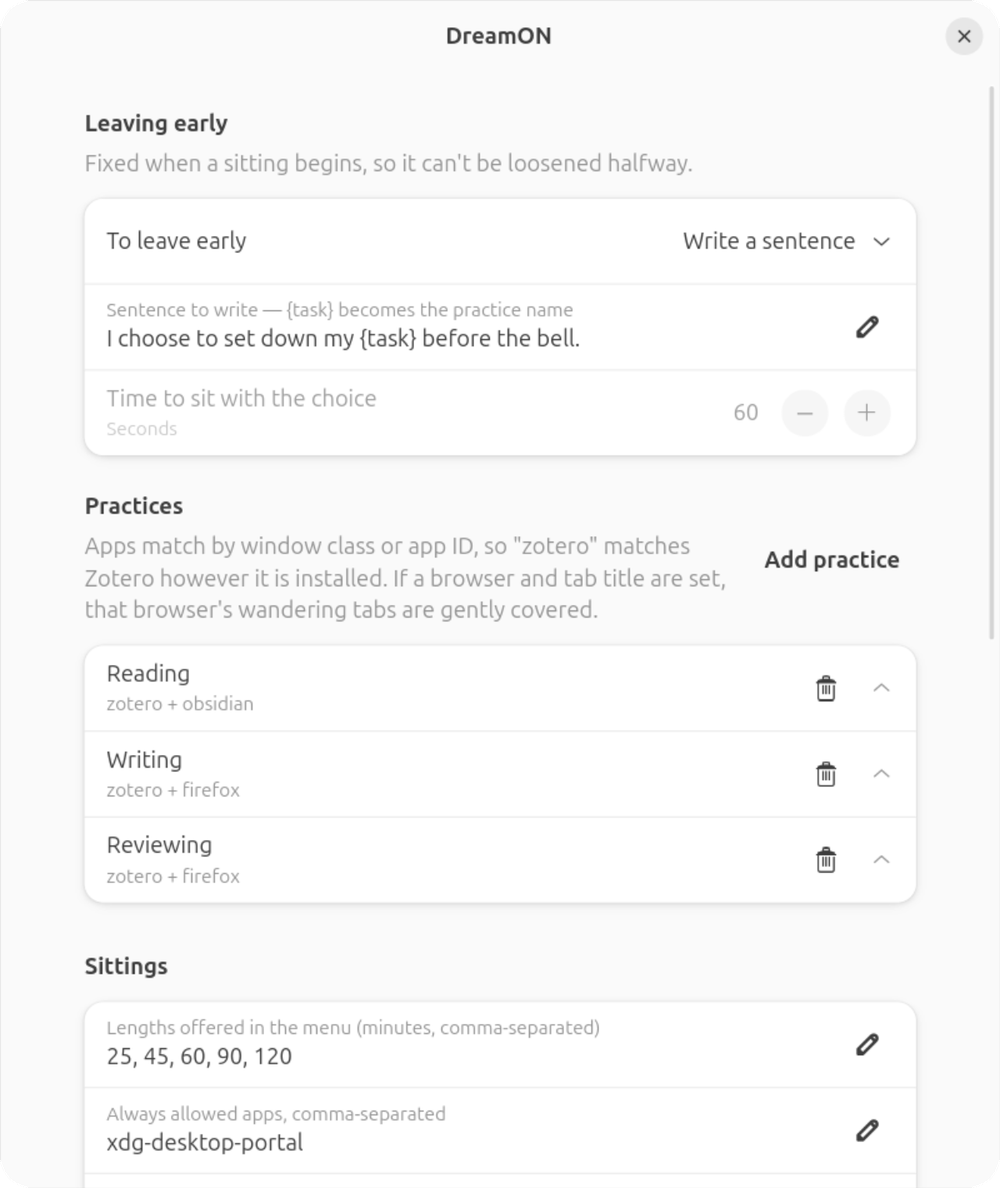 DreamON
Leaving early
Fixed when a sitting begins, so it can't be loosened halfway.
To leave early
Write a sentence
Sentence to write — {task} becomes the practice name
I choose to set down my {task} before the bell.
Time to sit with the choice
Seconds
60
Practices
Apps match by window class or app ID, so "zotero" matches
Zotero however it is installed. If a browser and tab title are set,
that browser's wandering tabs are gently covered.
Add practice
Reading
zotero + obsidian
Writing
zotero + firefox
Reviewing
zotero + firefox
Sittings
Lengths offered in the menu (minutes, comma-separated)
25, 45, 60, 90, 120
Always allowed apps, comma-separated
xdg-desktop-portal